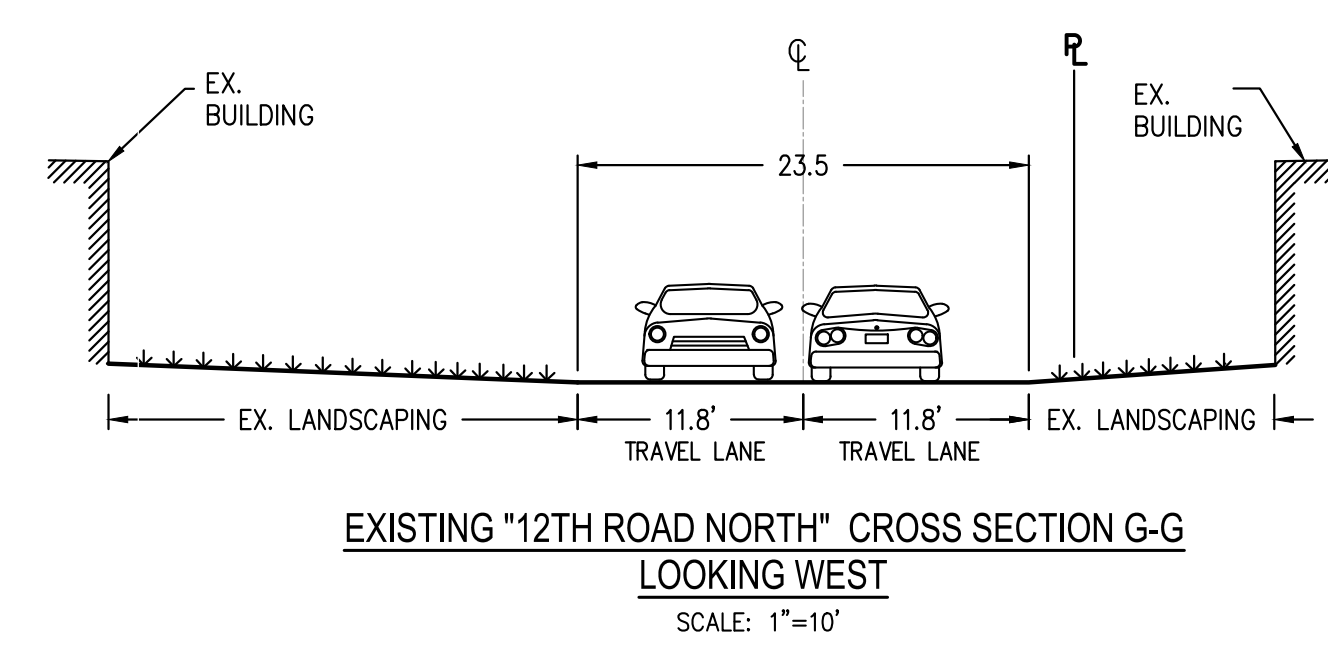 ℄
PL
EX.
BUILDING
EX.
BUILDING
23.5
EX. LANDSCAPING
11.8’
TRAVEL LANE
11.8’
TRAVEL LANE
EX. LANDSCAPING
EXISTING "12TH ROAD NORTH" CROSS SECTION G-G
LOOKING WEST
SCALE: 1”=10’